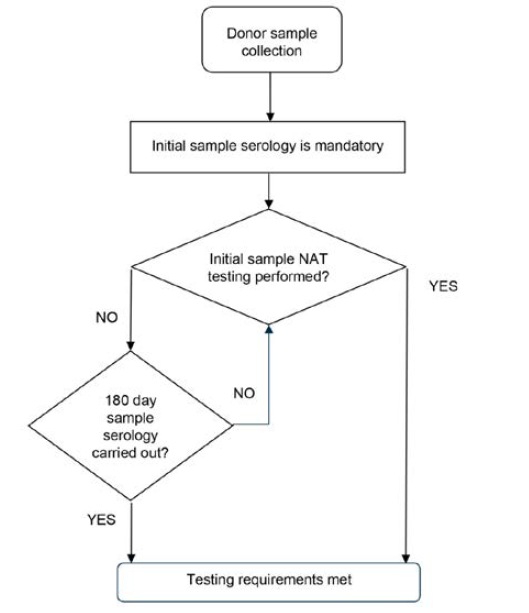 Donor sample
collection
Initial sample serology is mandatory
Initial sample NAT
testing performed?
YES
NO
NO
180 day
sample
serology
carried out?
YES
Testing requirements met